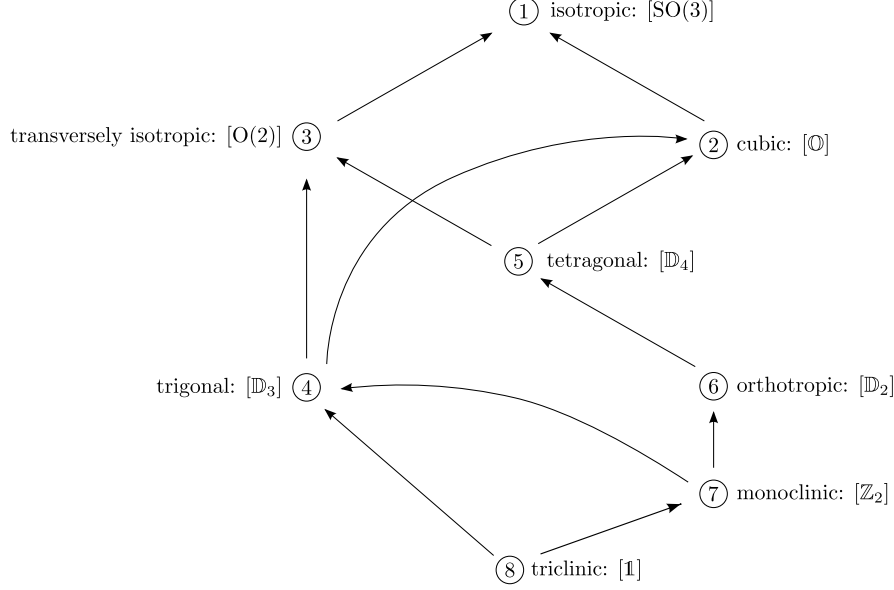 ① isotropic: [SO(3)]
transversely isotropic: [O(2)] ③
② cubic: [𝕆]
⑤ tetragonal: [𝔻₄]
trigonal: [𝔻₃] ④
⑥ orthotropic: [𝔻₂]
⑦ monoclinic: [ℤ₂]
⑧ triclinic: [𝟙]